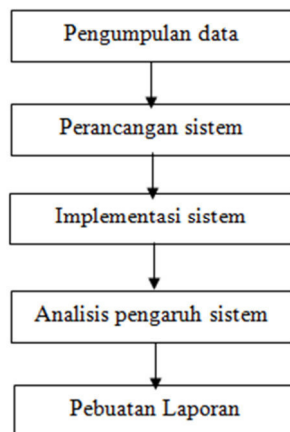 Pengumpulan data
Perancangan sistem
Implementasi sistem
Analisis pengaruh sistem
Pebuatan Laporan